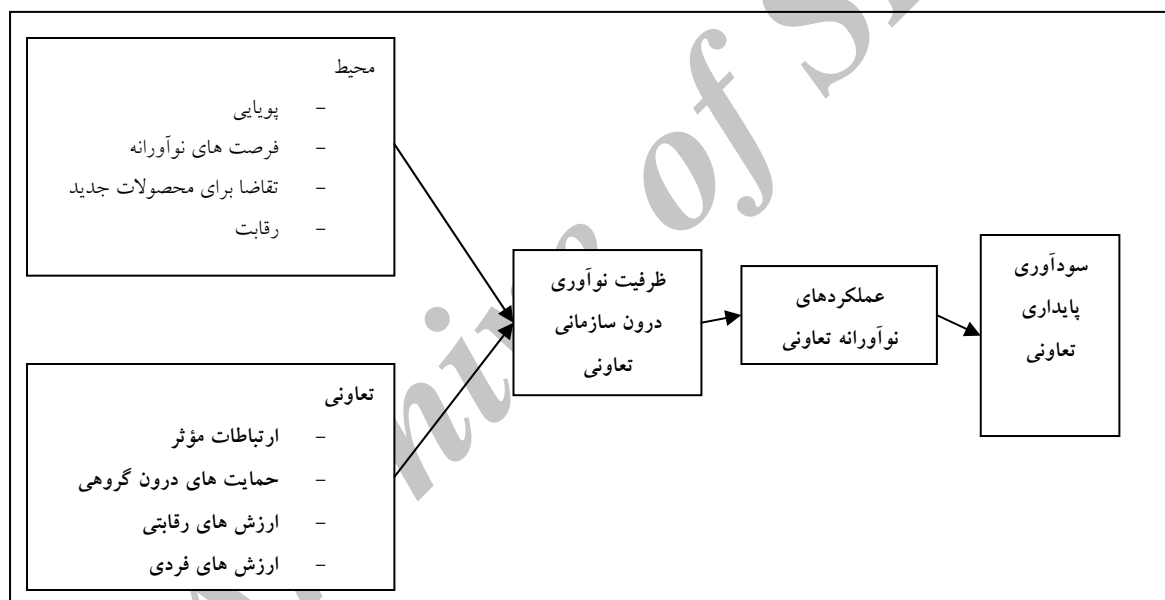 محیط
- پویایی
- فرصت های نوآورانه
- تقاضا برای محصولات جدید
- رقابت
تعاونی
- ارتباطات مؤثر
- حمایت های درون گروهی
- ارزش های رقابتی
- ارزش های فردی
ظرفیت نوآوری
درون سازمانی
تعاونی
عملکردهای
نوآورانه تعاونی
سودآوری
پایداری
تعاونی
of